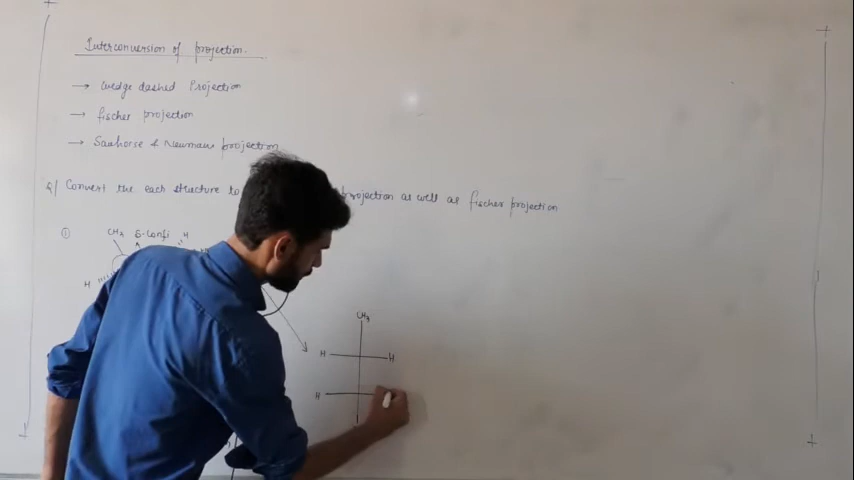 Interconversion of projection.
→ Wedge dashed Projection
→ fischer projection
→ Sawhorse & Newman projection
Q/ Convert the each structure to projection as well as fischer projection
① CH3 S-Confi H
H
CH3
H H
H